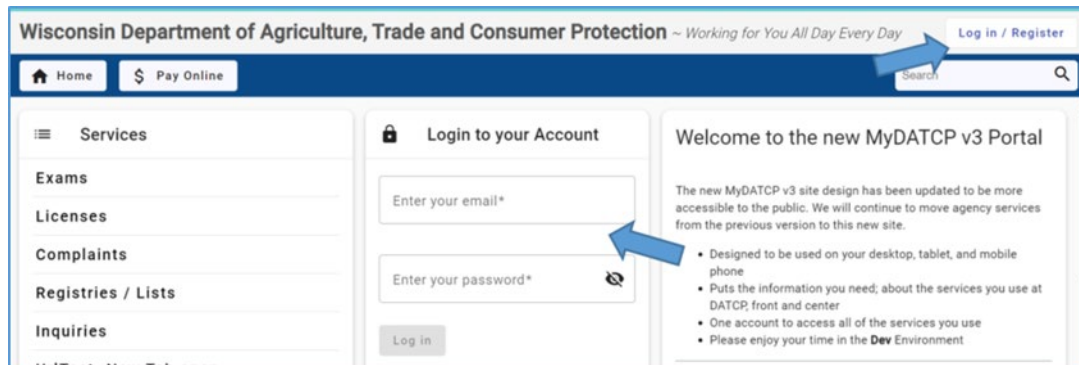 Wisconsin Department of Agriculture, Trade and Consumer Protection ~ Working for You All Day Every Day
Log in / Register
Home
$ Pay Online
Search
Services
Exams
Licenses
Complaints
Registries / Lists
Inquiries
Login to your Account
Enter your email*
Enter your password*
Log in
Welcome to the new MyDATCP v3 Portal
The new MyDATCP v3 site design has been updated to be more
accessible to the public. We will continue to move agency services
from the previous version to this new site.
• Designed to be used on your desktop, tablet, and mobile
phone
• Puts the information you need; about the services you use at
DATCP, front and center
• One account to access all of the services you use
• Please enjoy your time in the Dev Environment